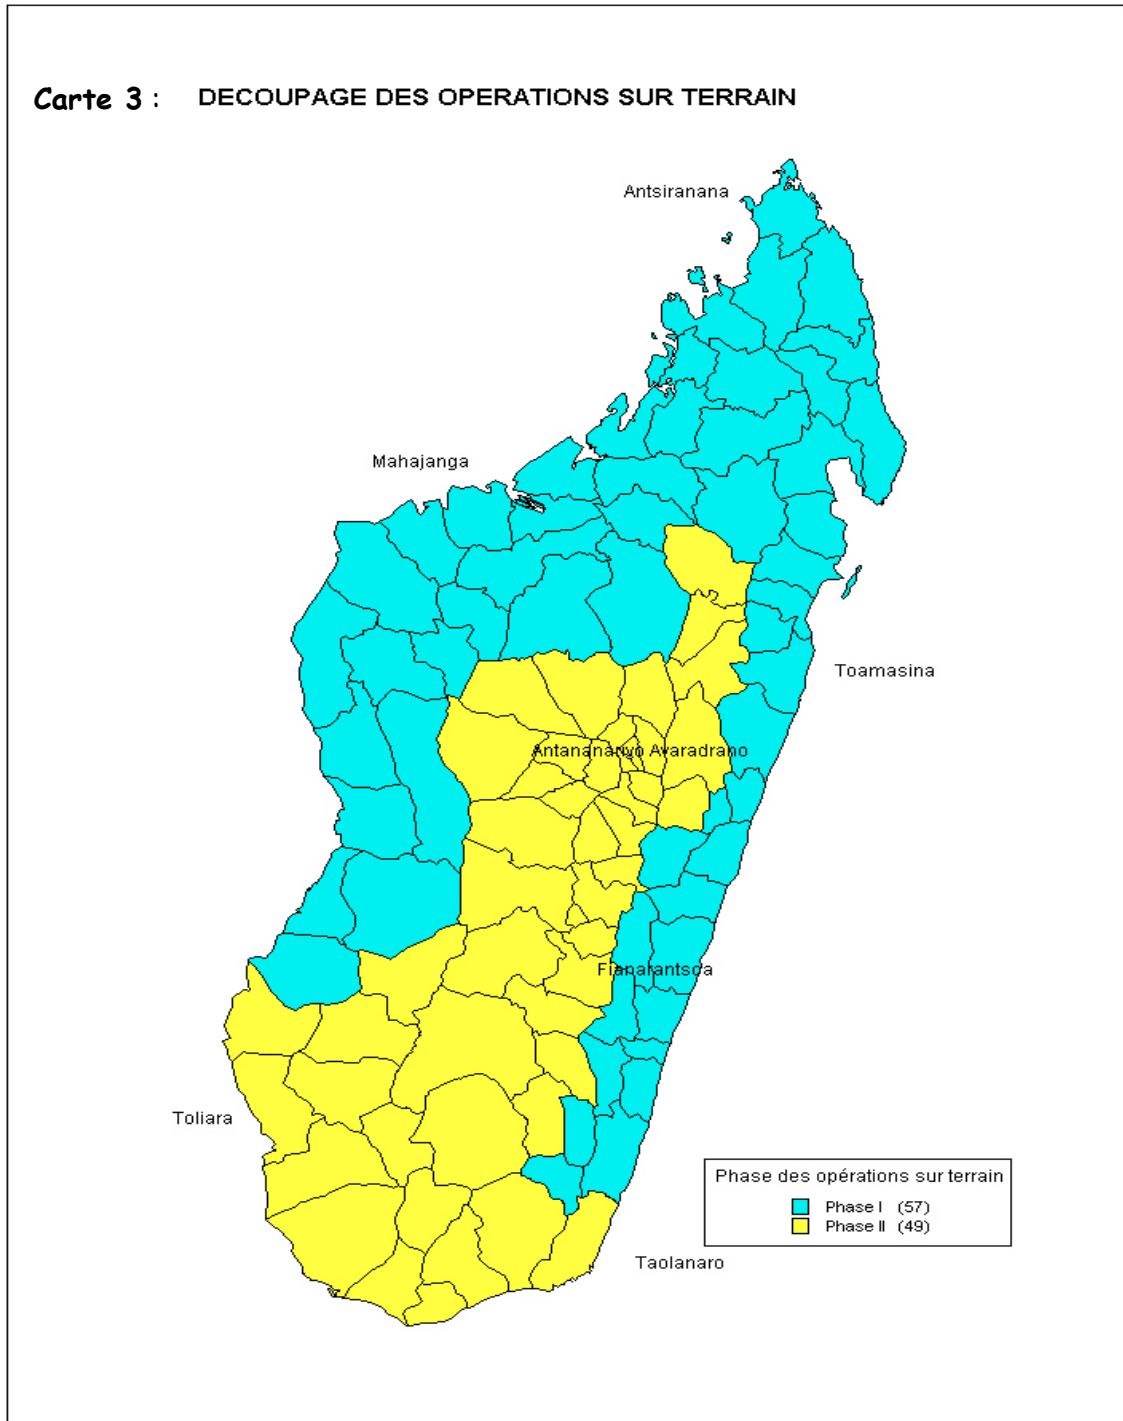 Carte 3 : DECOUPAGE DES OPERATIONS SUR TERRAIN
Antsiranana
Mahajanga
Toamasina
Antananarivo Avaradrano
Fianarantsoa
Toliara
Phase des opérations sur terrain
Phase I (57)
Phase II (49)
Taolanaro